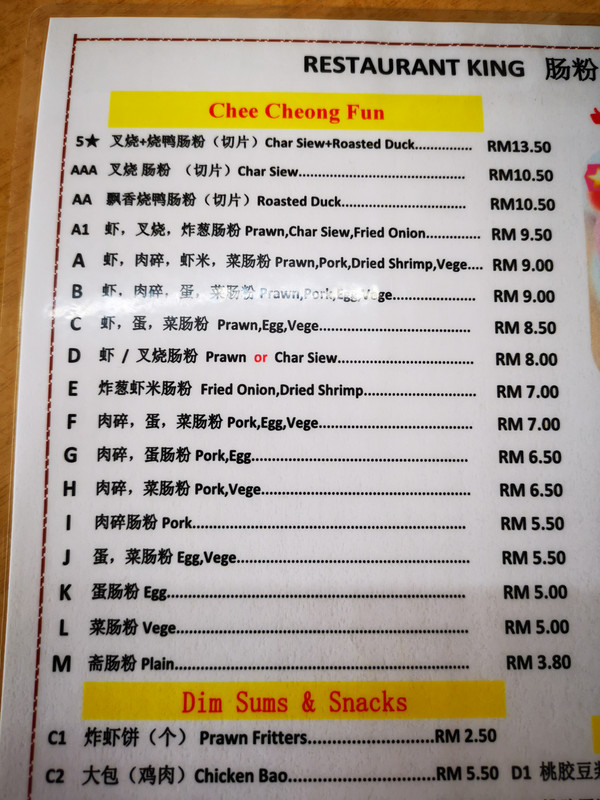 RESTAURANT KING 肠粉
Chee Cheong Fun
5★ 叉烧+烧鸭肠粉（切片）Char Siew+Roasted Duck............... RM13.50
AAA 叉烧 肠粉 （切片）Char Siew......................................... RM10.50
AA 飘香烧鸭肠粉（切片）Roasted Duck............................... RM10.50
A1 虾，叉烧，炸葱肠粉 Prawn,Char Siew,Fried Onion.............. RM 9.50
A 虾，肉碎，虾米，菜肠粉 Prawn,Pork,Dried Shrimp,Vege.... RM 9.00
B 虾，肉碎，蛋，菜肠粉 Prawn,Pork,Egg,Vege..................... RM 9.00
C 虾，蛋，菜肠粉 Prawn,Egg,Vege...................................... RM 8.50
D 虾 / 叉烧肠粉 Prawn or Char Siew.................................. RM 8.00
E 炸葱虾米肠粉 Fried Onion,Dried Shrimp............................ RM 7.00
F 肉碎，蛋，菜肠粉 Pork,Egg,Vege...................................... RM 7.00
G 肉碎，蛋肠粉 Pork,Egg..................................................... RM 6.50
H 肉碎，菜肠粉 Pork,Vege................................................... RM 6.50
I 肉碎肠粉 Pork................................................................... RM 5.50
J 蛋，菜肠粉 Egg,Vege......................................................... RM 5.50
K 蛋肠粉 Egg......................................................................... RM 5.00
L 菜肠粉 Vege....................................................................... RM 5.00
M 斋肠粉 Plain........................................................................ RM 3.80
Dim Sums & Snacks
C1 炸虾饼（个）Prawn Fritters...............................RM 2.50
C2 大包（鸡肉）Chicken Bao....................................RM 5.50 D1 桃胶豆浆